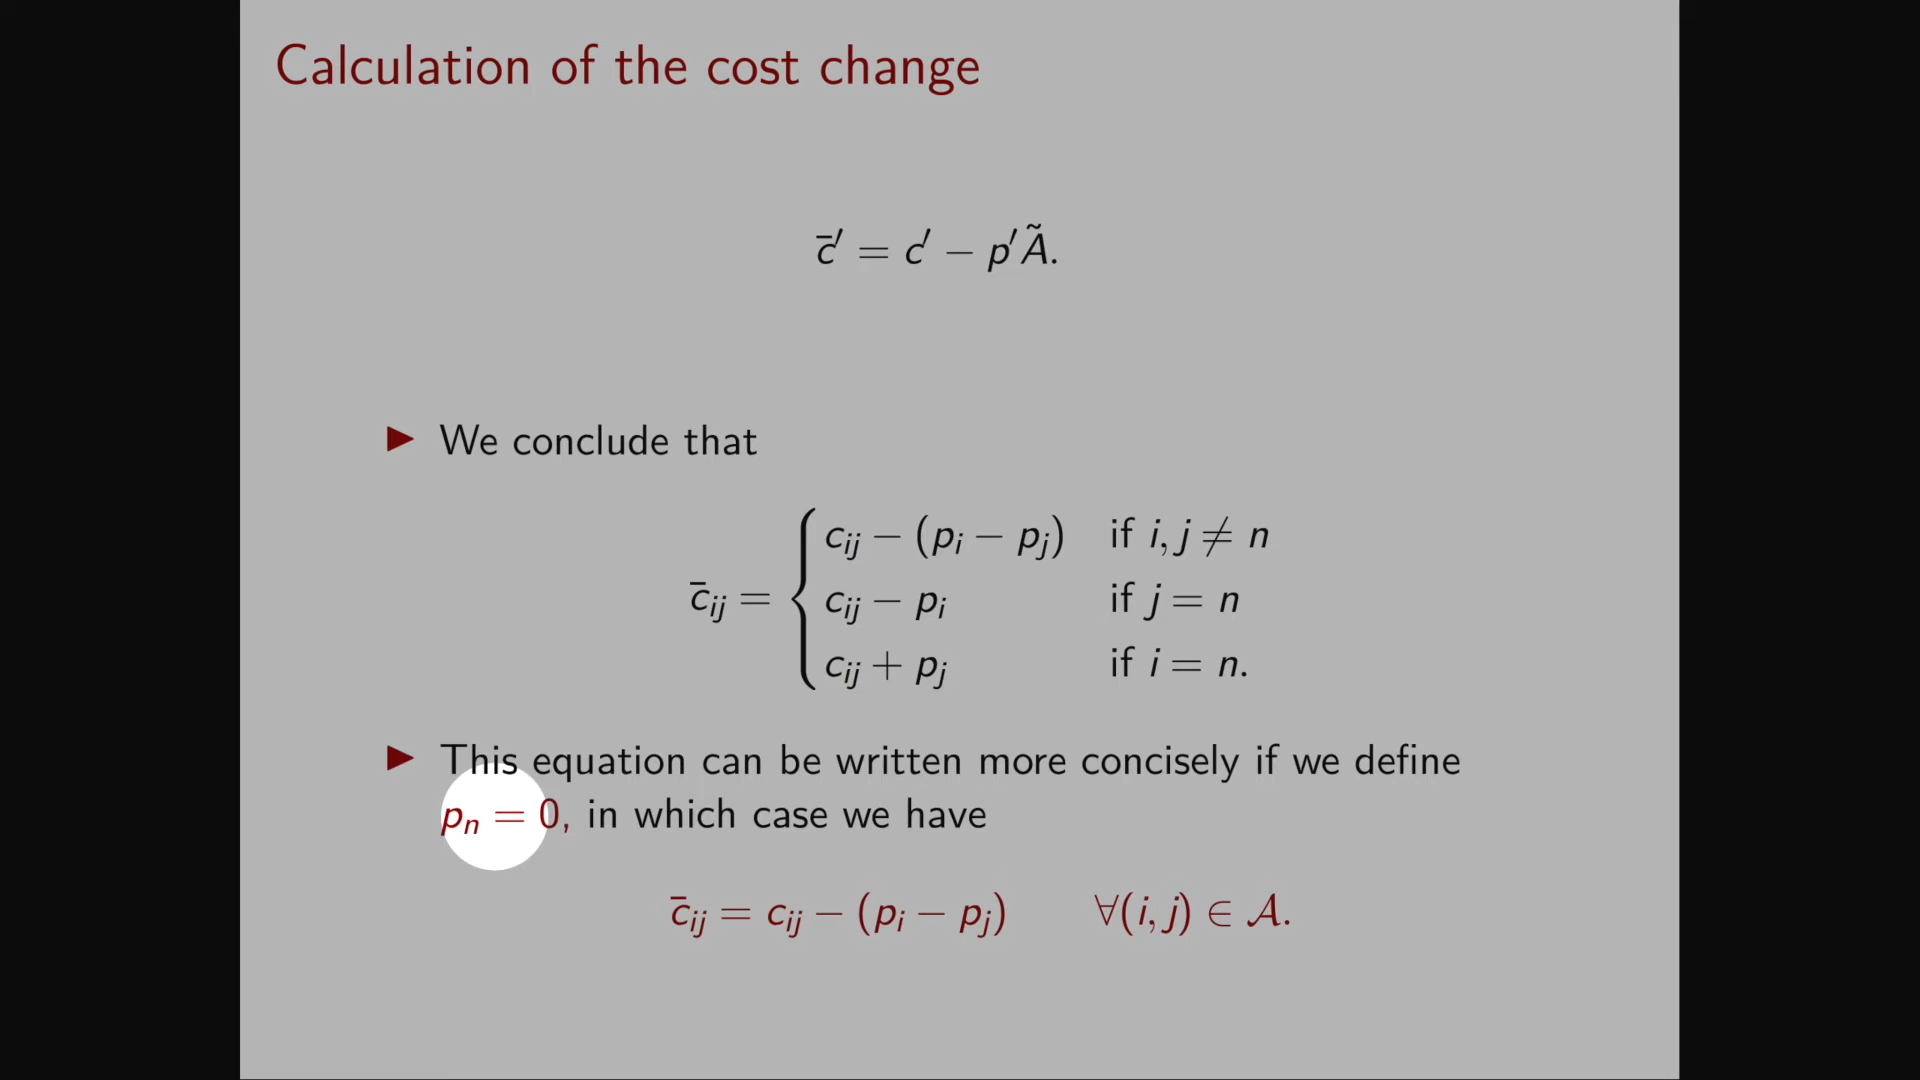 Calculation of the cost change
c̄′ = c′ − p′Ã.
▶ We conclude that
c̄ᵢⱼ = { cᵢⱼ − (pᵢ − pⱼ) if i, j ≠ n
cᵢⱼ − pᵢ if j = n
cᵢⱼ + pⱼ if i = n.
▶ This equation can be written more concisely if we define
pₙ = 0, in which case we have
c̄ᵢⱼ = cᵢⱼ − (pᵢ − pⱼ) ∀(i, j) ∈ 𝒜.